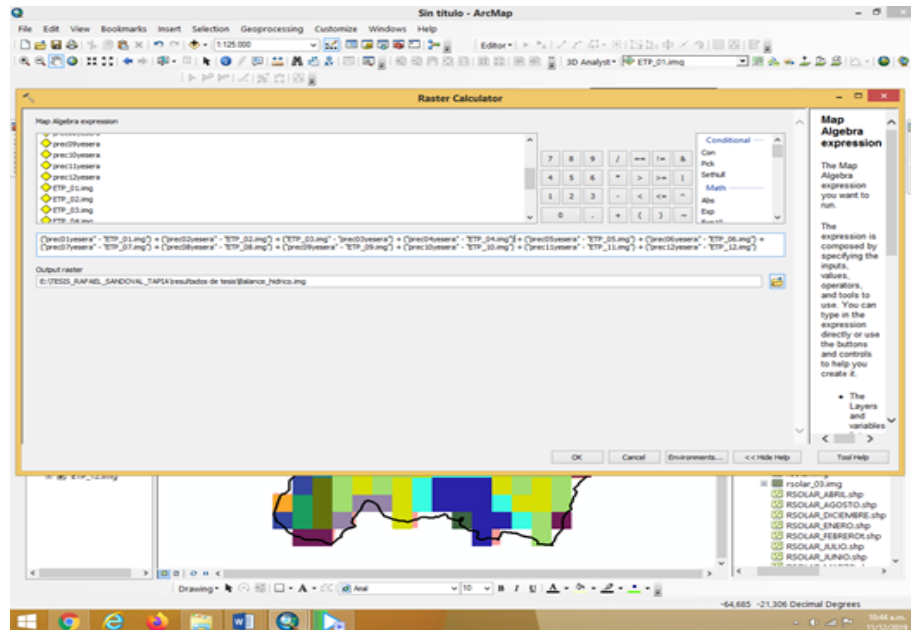 Sin título - ArcMap
File Edit View Bookmarks Insert Selection Geoprocessing Customize Windows Help
1:125.000
Editor
3D Analyst
ETP_01.img
Raster Calculator
Map Algebra expression
prec09yesera
prec10yesera
prec11yesera
prec12yesera
ETP_01.img
ETP_02.img
ETP_03.img
ETP_04.img
7 8 9 / == != &
4 5 6 * > >= |
1 2 3 - < <= ^
0 . + ( ) ~
Conditional
Con
Pick
SetNull
Math
Abs
Exp
("prec01yesera" - "ETP_01.img") + ("prec02yesera" - "ETP_02.img") + ("ETP_03.img" - "prec03yesera") + ("prec04yesera" - "ETP_04.img") + ("prec05yesera" - "ETP_05.img") + ("prec06yesera" - "ETP_06.img") +
("prec07yesera" - "ETP_07.img") + ("prec08yesera" - "ETP_08.img") + ("prec09yesera" - "ETP_09.img") + ("prec10yesera" - "ETP_10.img") + ("prec11yesera" - "ETP_11.img") + ("prec12yesera" - "ETP_12.img")
Output raster
E:\TESIS_RAFAEL_SANDOVAL_TAPIA\resultados de tesis\Balance_hidrico.img
OK Cancel Environments... << Hide Help Tool Help
Map
Algebra
expression
The Map
Algebra
expression
you want to
run.
The
expression is
composed by
specifying the
inputs,
values,
operators,
and tools to
use. You can
type in the
expression
directly or use
the buttons
and controls
to help you
create it.
The
Layers
and
variables
ETP_12.img
rsolar_03.img
RSOLAR_ABRIL.shp
RSOLAR_AGOSTO.shp
RSOLAR_DICIEMBRE.shp
RSOLAR_ENERO.shp
RSOLAR_FEBRERO.shp
RSOLAR_JULIO.shp
RSOLAR_JUNIO.shp
Drawing
A
Arial
10
B I U A
-64,685 -21,306 Decimal Degrees
10:44 a.m.
11/12/2019